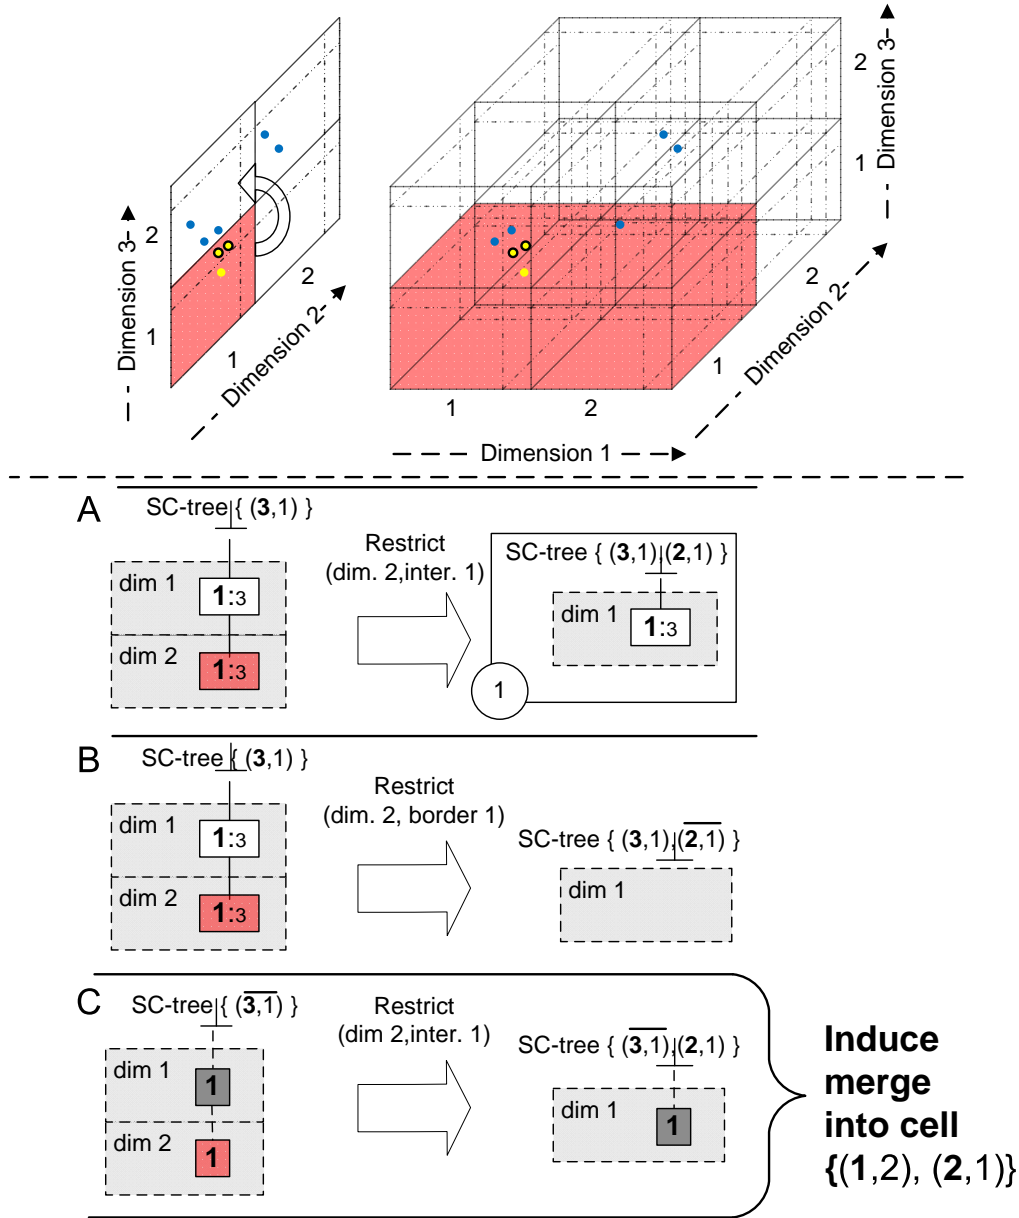 Dimension 3
2
1
1
2
Dimension 2
Dimension 3
2
1
2
1
Dimension 2
1
2
Dimension 1
A
SC-tree { (3,1) }
dim 1
1:3
dim 2
1:3
Restrict
(dim. 2,inter. 1)
SC-tree { (3,1),(2,1) }
dim 1
1:3
1
B
SC-tree { (3,1) }
dim 1
1:3
dim 2
1:3
Restrict
(dim. 2, border 1)
SC-tree { (3,1),(2,1) }
dim 1
C
SC-tree { (3,1) }
dim 1
1
dim 2
1
Restrict
(dim 2,inter. 1)
SC-tree { (3,1),(2,1) }
dim 1
1
Induce
merge
into cell
{(1,2), (2,1)}